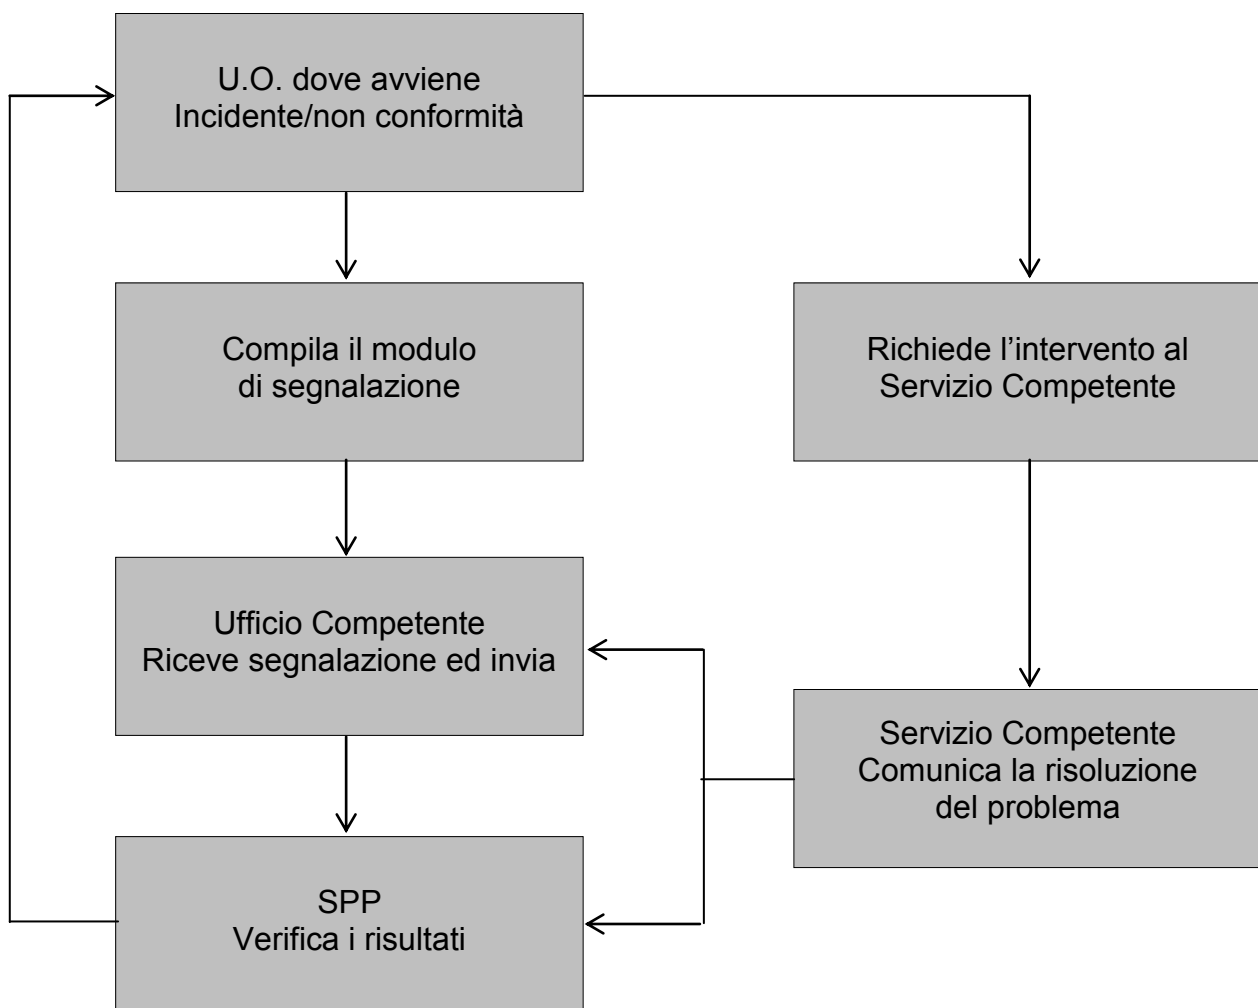 U.O. dove avviene
Incidente/non conformità
Compila il modulo
di segnalazione
Richiede l’intervento al
Servizio Competente
Ufficio Competente
Riceve segnalazione ed invia
Servizio Competente
Comunica la risoluzione
del problema
SPP
Verifica i risultati